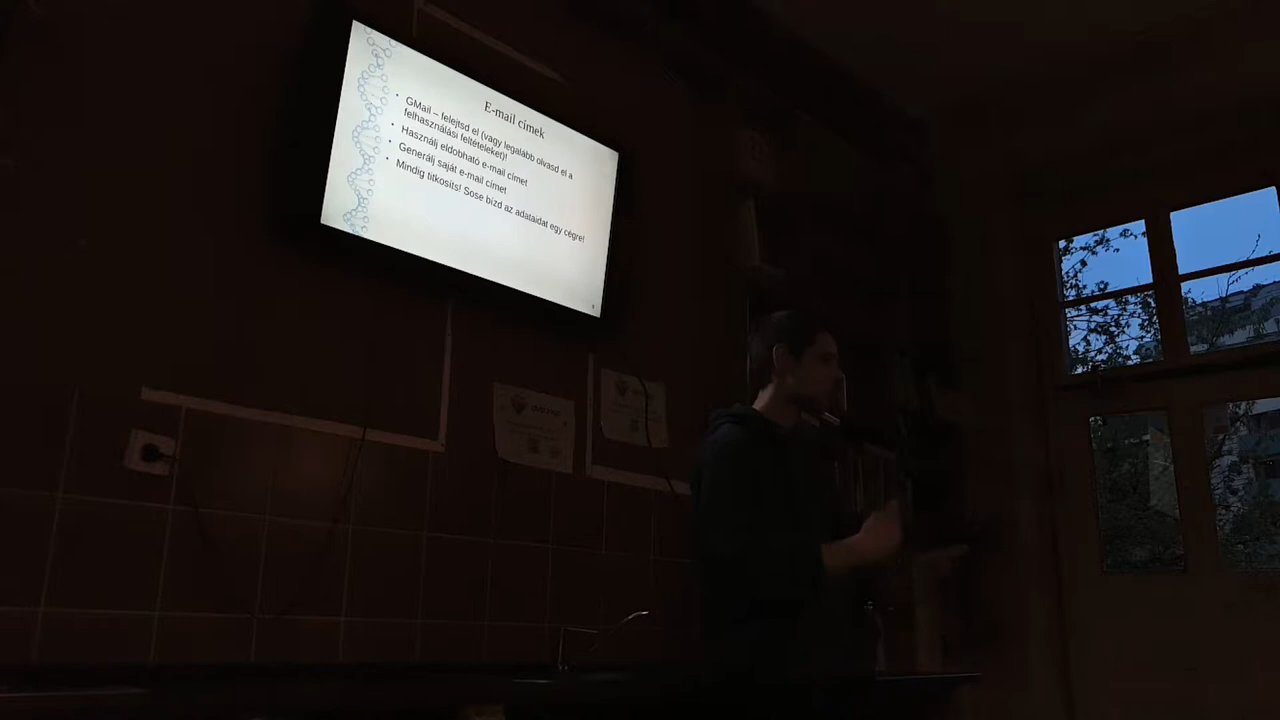 E-mail címek
GMail – felejtsd el (vagy legalább olvasd el a
felhasználási feltételeket)!
Használj eldobható e-mail címet
Generálj saját e-mail címet
Mindig titkosíts! Sose bízd az adataidat egy cégre!